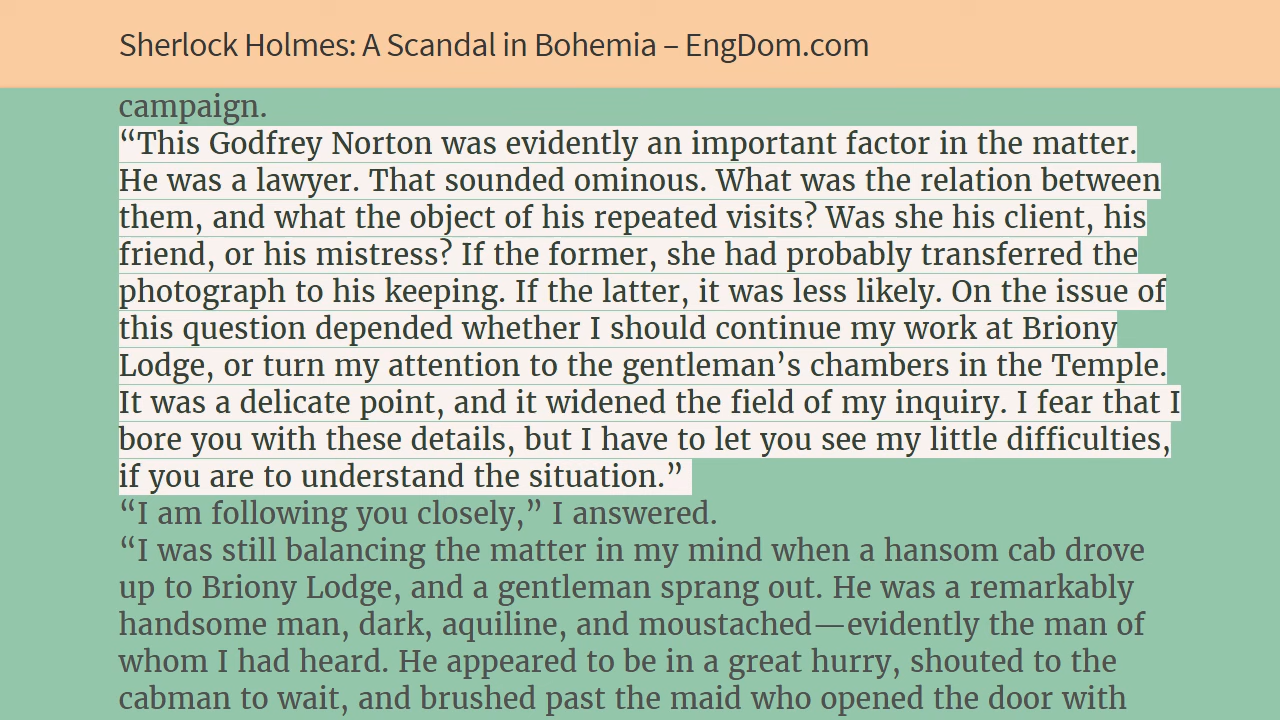 Sherlock Holmes: A Scandal in Bohemia – EngDom.com
campaign.
“This Godfrey Norton was evidently an important factor in the matter.
He was a lawyer. That sounded ominous. What was the relation between
them, and what the object of his repeated visits? Was she his client, his
friend, or his mistress? If the former, she had probably transferred the
photograph to his keeping. If the latter, it was less likely. On the issue of
this question depended whether I should continue my work at Briony
Lodge, or turn my attention to the gentleman’s chambers in the Temple.
It was a delicate point, and it widened the field of my inquiry. I fear that I
bore you with these details, but I have to let you see my little difficulties,
if you are to understand the situation.”
“I am following you closely,” I answered.
“I was still balancing the matter in my mind when a hansom cab drove
up to Briony Lodge, and a gentleman sprang out. He was a remarkably
handsome man, dark, aquiline, and moustached—evidently the man of
whom I had heard. He appeared to be in a great hurry, shouted to the
cabman to wait, and brushed past the maid who opened the door with